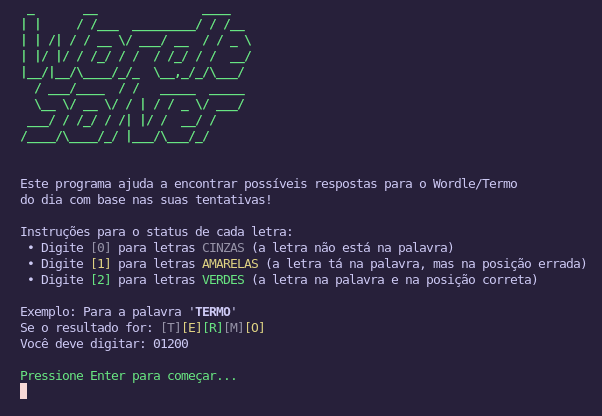 Wordle
Solver
Este programa ajuda a encontrar possíveis respostas para o Wordle/Termo
do dia com base nas suas tentativas!
Instruções para o status de cada letra:
• Digite [0] para letras CINZAS (a letra não está na palavra)
• Digite [1] para letras AMARELAS (a letra tá na palavra, mas na posição errada)
• Digite [2] para letras VERDES (a letra na palavra e na posição correta)
Exemplo: Para a palavra 'TERMO'
Se o resultado for: [T][E][R][M][O]
Você deve digitar: 01200
Pressione Enter para começar...